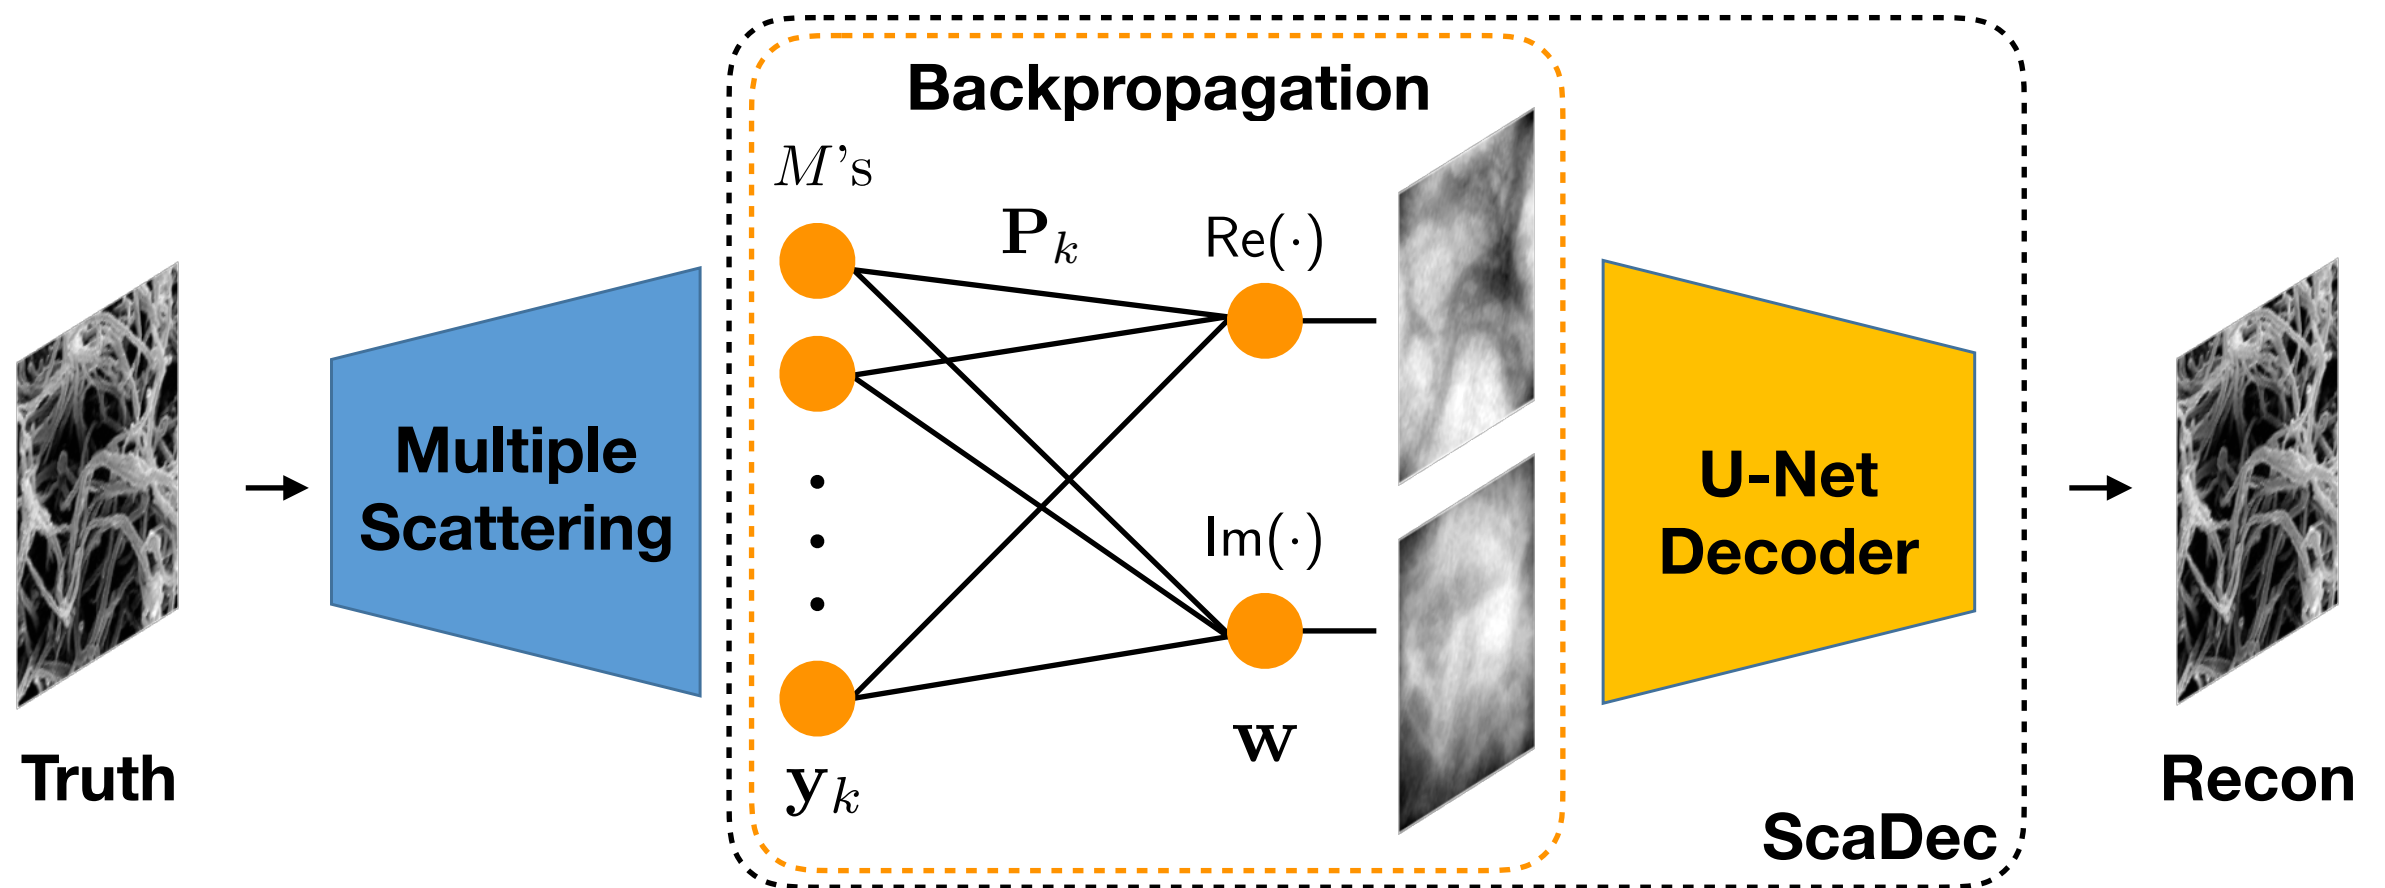 Backpropagation
M's
P_k
Re(·)
Multiple
Scattering
U-Net
Decoder
Im(·)
w
y_k
Truth
Recon
ScaDec